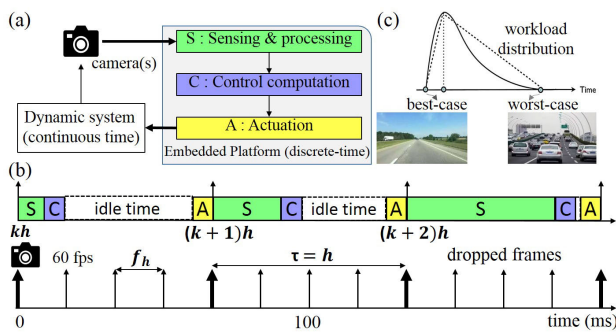 (a)
S : Sensing & processing
camera(s)
C : Control computation
Dynamic system
(continuous time)
A : Actuation
Embedded Platform (discrete-time)
(c)
workload
distribution
Time
best-case
worst-case
(b)
S C idle time A S C idle time A S C A
kh
(k + 1)h
(k + 2)h
60 fps
f_h
τ = h
dropped frames
0
100
time (ms)